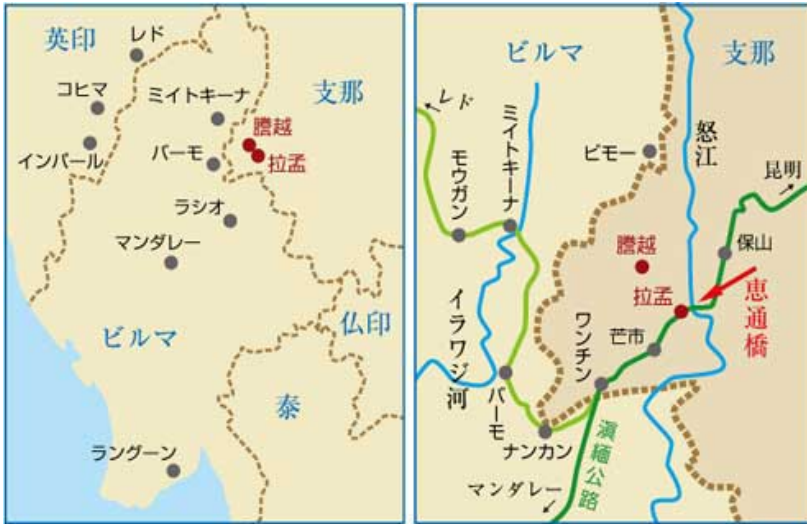 英印
レド
コヒマ
ミイトキーナ
支那
騰越
インパール
バーモ
拉孟
ラシオ
マンダレー
ビルマ
仏印
泰
ラングーン
ビルマ
支那
レド
ミイトキーナ
モウガン
ピモー
怒江
昆明
騰越
保山
拉孟
恵通橋
イラワジ河
ワンチン
芒市
バーモ
ナンカン
滇緬公路
マンダレー